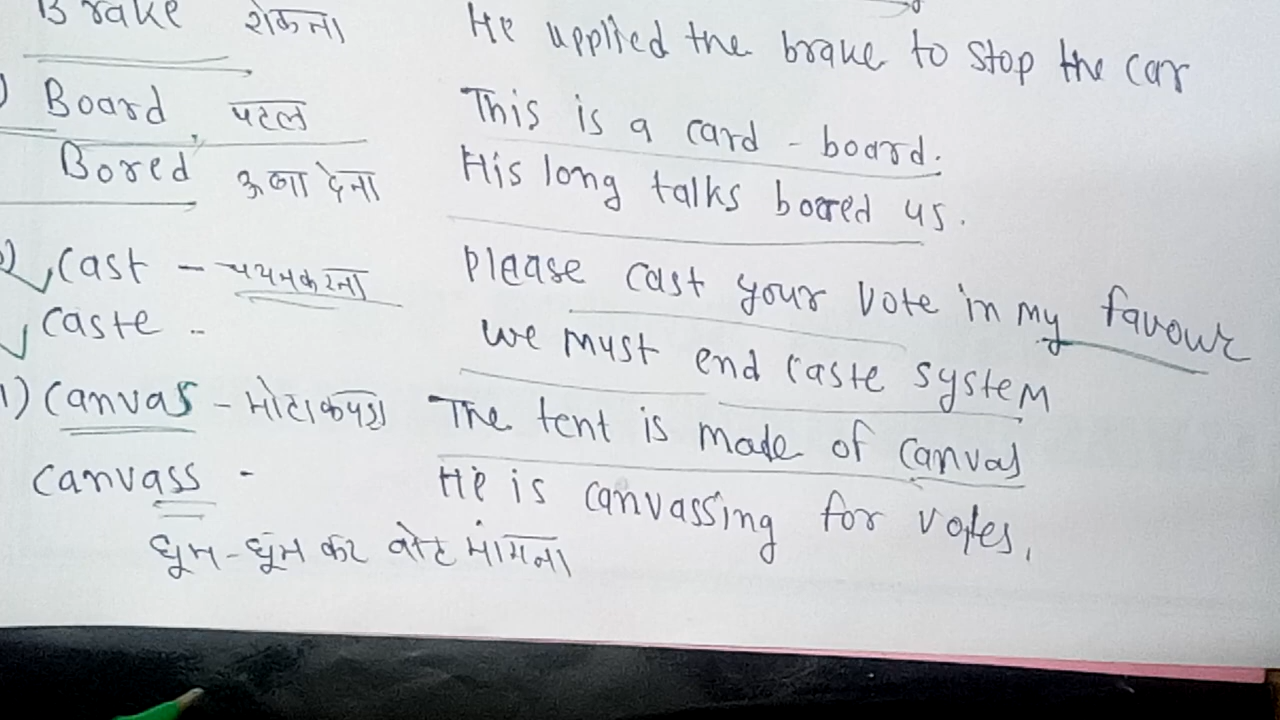 Brake रोकना He applied the brake to stop the car
) Board पटल This is a card - board.
Bored ऊबा देना His long talks bored us.
) Cast - चयनकरना Please cast your vote in my favour
Caste - We must end caste system
1) Canvas - मोटा कपड़ा The tent is made of Canvas
Canvass - He is canvassing for votes.
घूम-घूम कर वोट मांगना